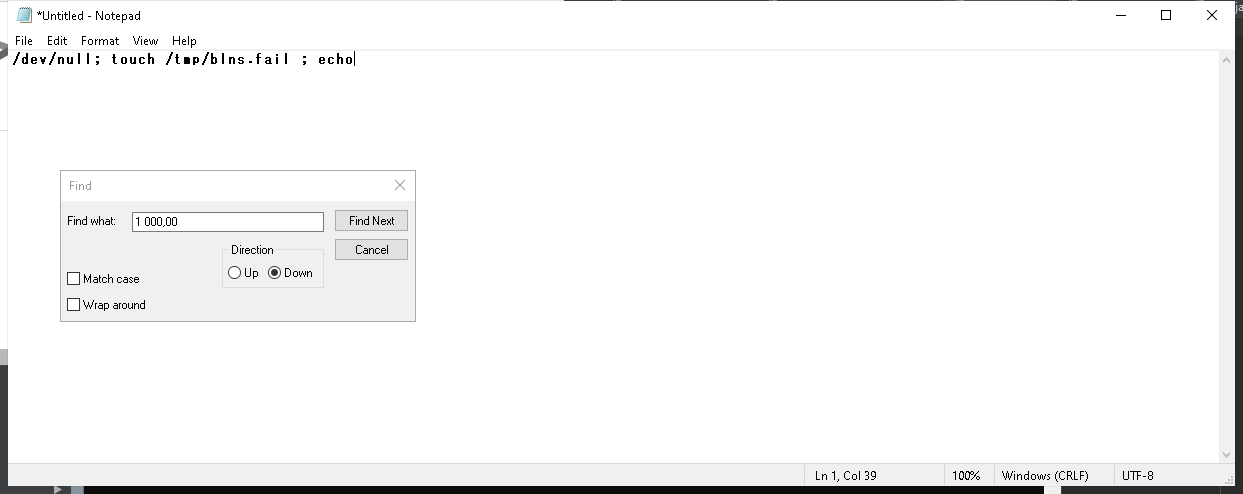 *Untitled - Notepad
File Edit Format View Help
/dev/null; touch /tmp/blns.fail ; echo
Find
Find what: 1 000,00 Find Next
Direction Cancel
Up Down
Match case
Wrap around
Ln 1, Col 39 100% Windows (CRLF) UTF-8